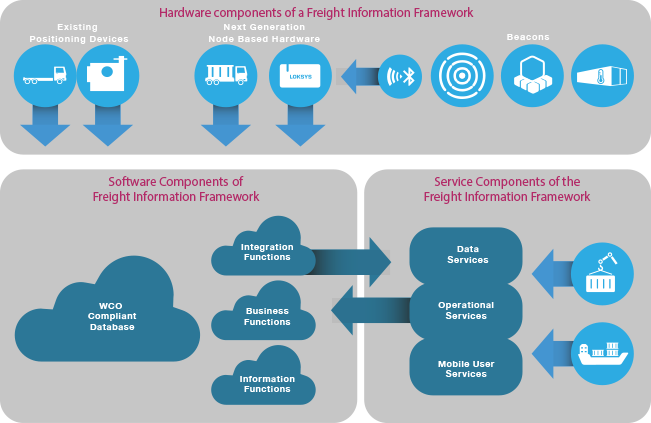 Hardware components of a Freight Information Framework
Existing
Positioning Devices
Next Generation
Node Based Hardware
Beacons
LOKSYS
Software Components of
Freight Information Framework
WCO
Compliant
Database
Integration
Functions
Business
Functions
Information
Functions
Service Components of the
Freight Information Framework
Data
Services
Operational
Services
Mobile User
Services